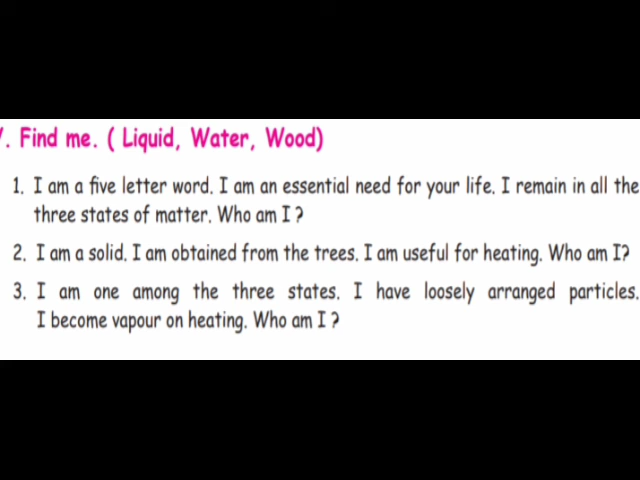 . Find me. ( Liquid, Water, Wood)
1. I am a five letter word. I am an essential need for your life. I remain in all the
three states of matter. Who am I ?
2. I am a solid. I am obtained from the trees. I am useful for heating. Who am I?
3. I am one among the three states. I have loosely arranged particles.
I become vapour on heating. Who am I ?